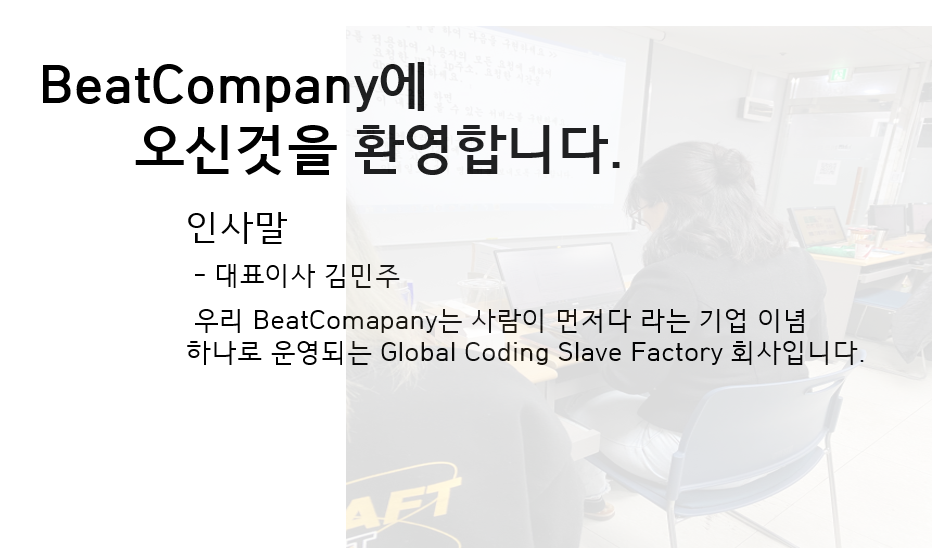 BeatCompany에
오신것을 환영합니다.
인사말
- 대표이사 김민주
우리 BeatComapany는 사람이 먼저다 라는 기업 이념
하나로 운영되는 Global Coding Slave Factory 회사입니다.
AFT